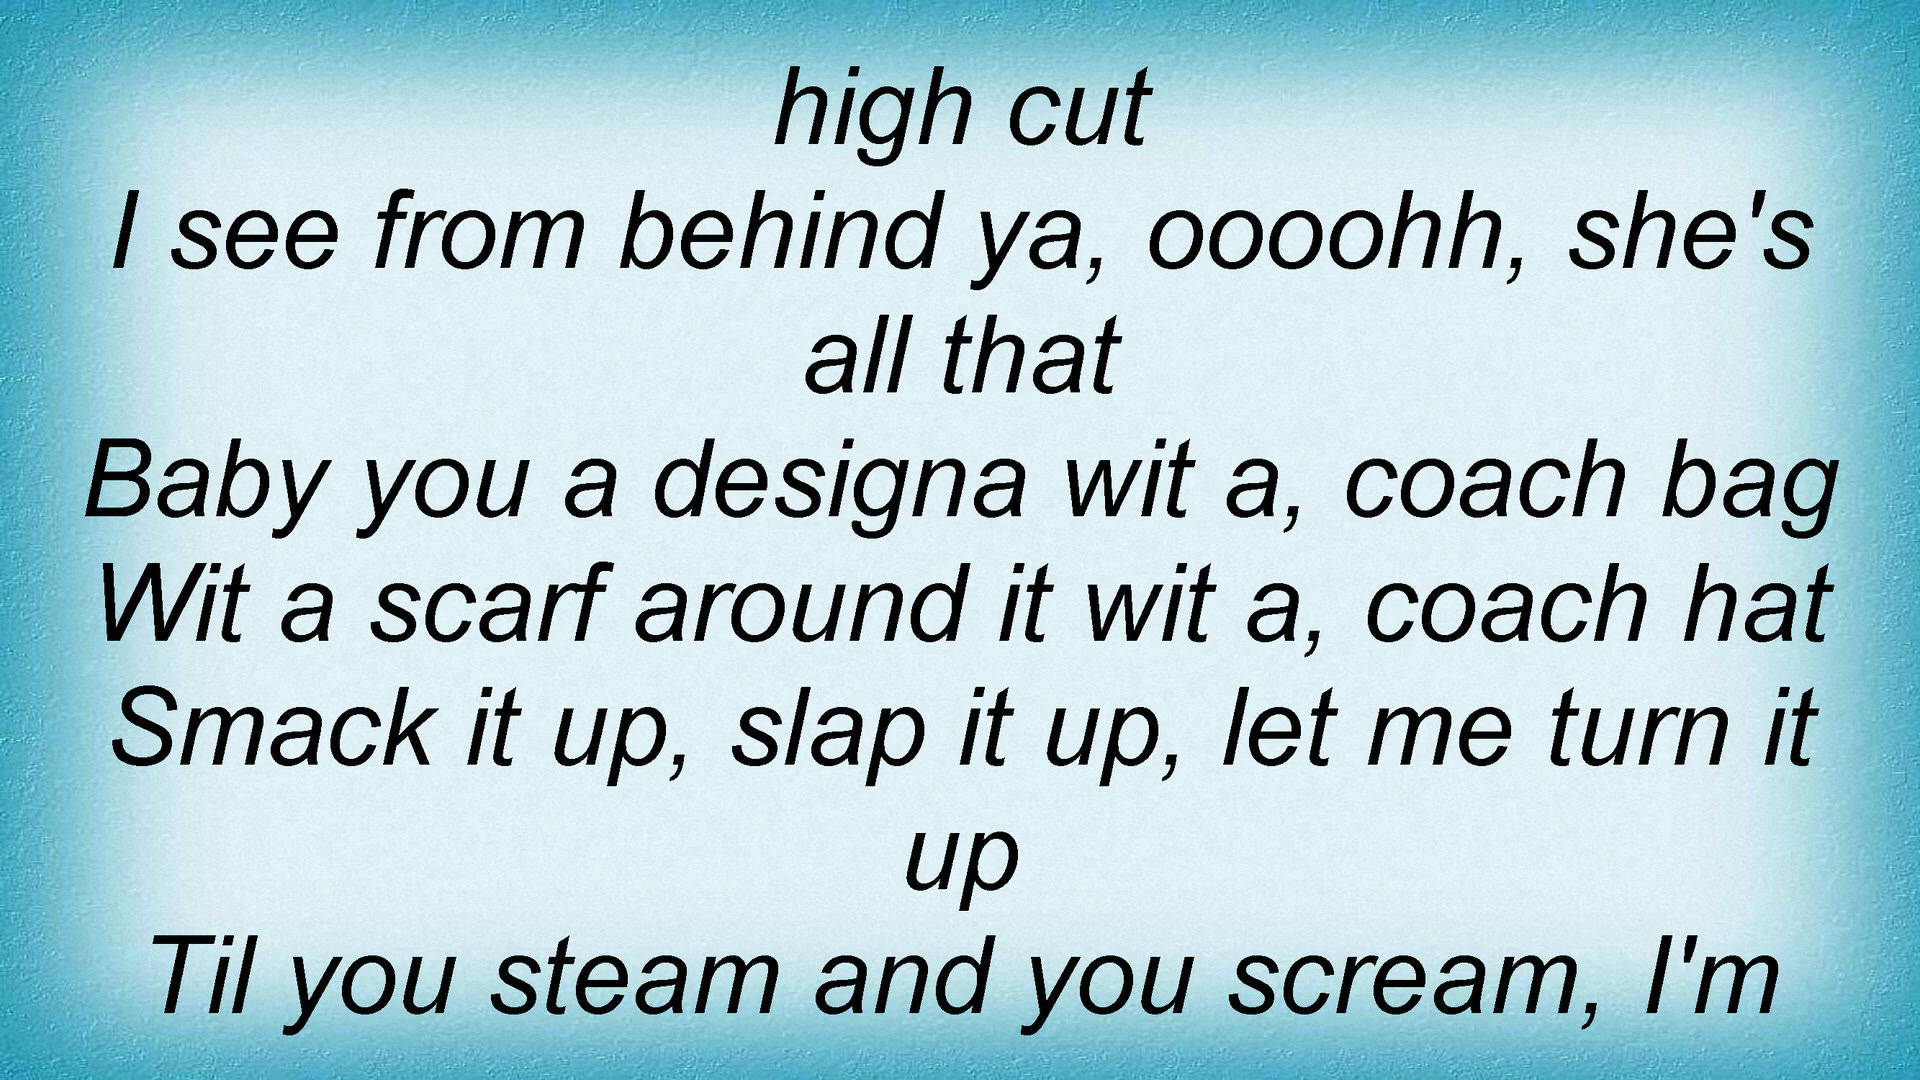 high cut
I see from behind ya, oooohh, she's
all that
Baby you a designa wit a, coach bag
Wit a scarf around it wit a, coach hat
Smack it up, slap it up, let me turn it
up
Til you steam and you scream, I'm